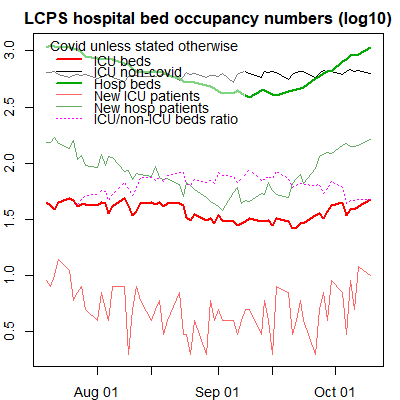 LCPS hospital bed occupancy numbers (log10)
Covid unless stated otherwise
ICU beds
ICU non covid
Hosp beds
New ICU patients
New hosp patients
ICU/non-ICU beds ratio
3.0
2.5
2.0
1.5
1.0
0.5
Aug 01
Sep 01
Oct 01